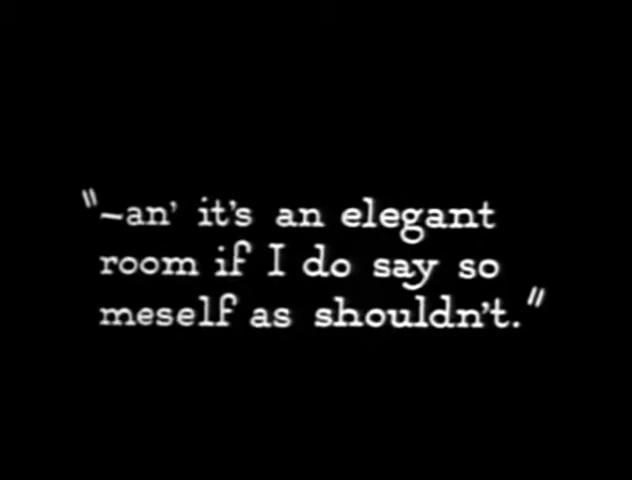 "—an' it's an elegant
room if I do say so
meself as shouldn't."